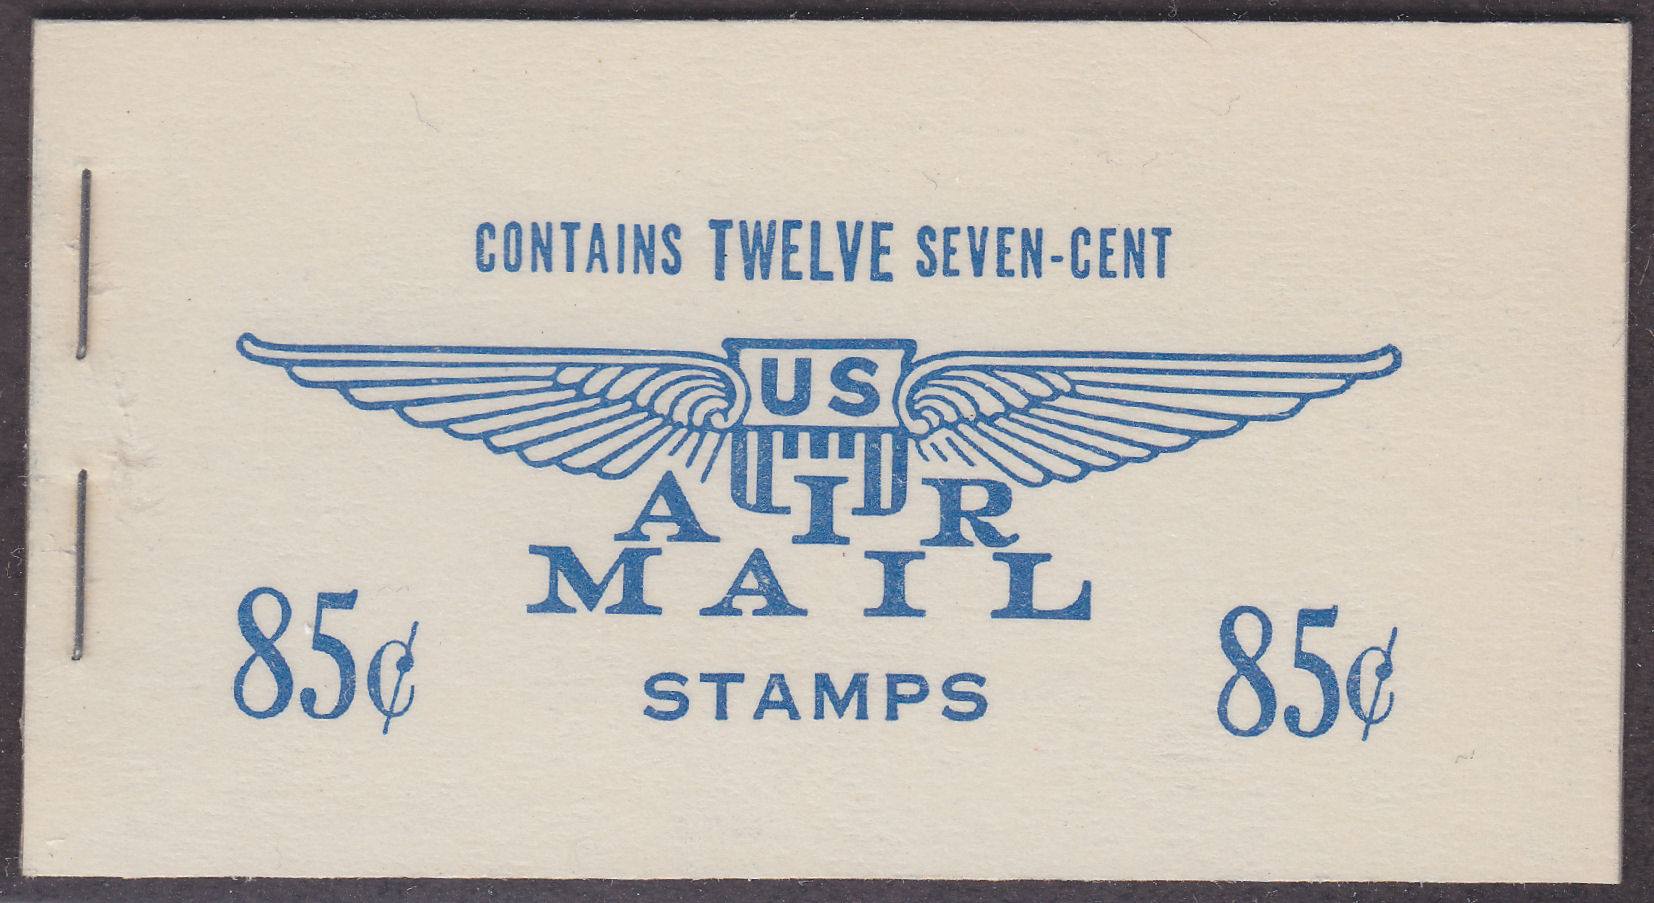 CONTAINS TWELVE SEVEN-CENT
US
AIR
MAIL
85¢
STAMPS
85¢